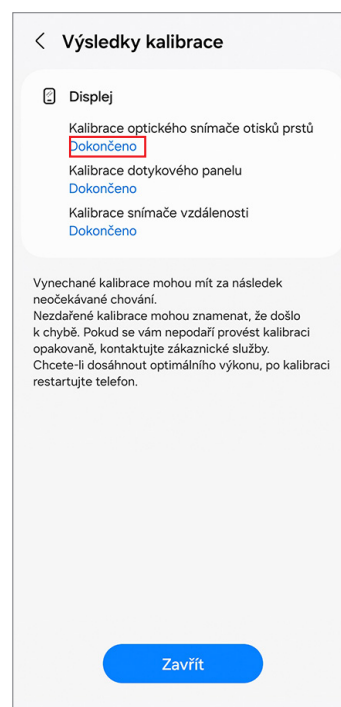 Výsledky kalibrace
Displej
Kalibrace optického snímače otisků prstů
Dokončeno
Kalibrace dotykového panelu
Dokončeno
Kalibrace snímače vzdálenosti
Dokončeno
Vynechané kalibrace mohou mít za následek
neočekávané chování.
Nezdařené kalibrace mohou znamenat, že došlo
k chybě. Pokud se vám nepodaří provést kalibraci
opakovaně, kontaktujte zákaznické služby.
Chcete-li dosáhnout optimálního výkonu, po kalibraci
restartujte telefon.
Zavřít